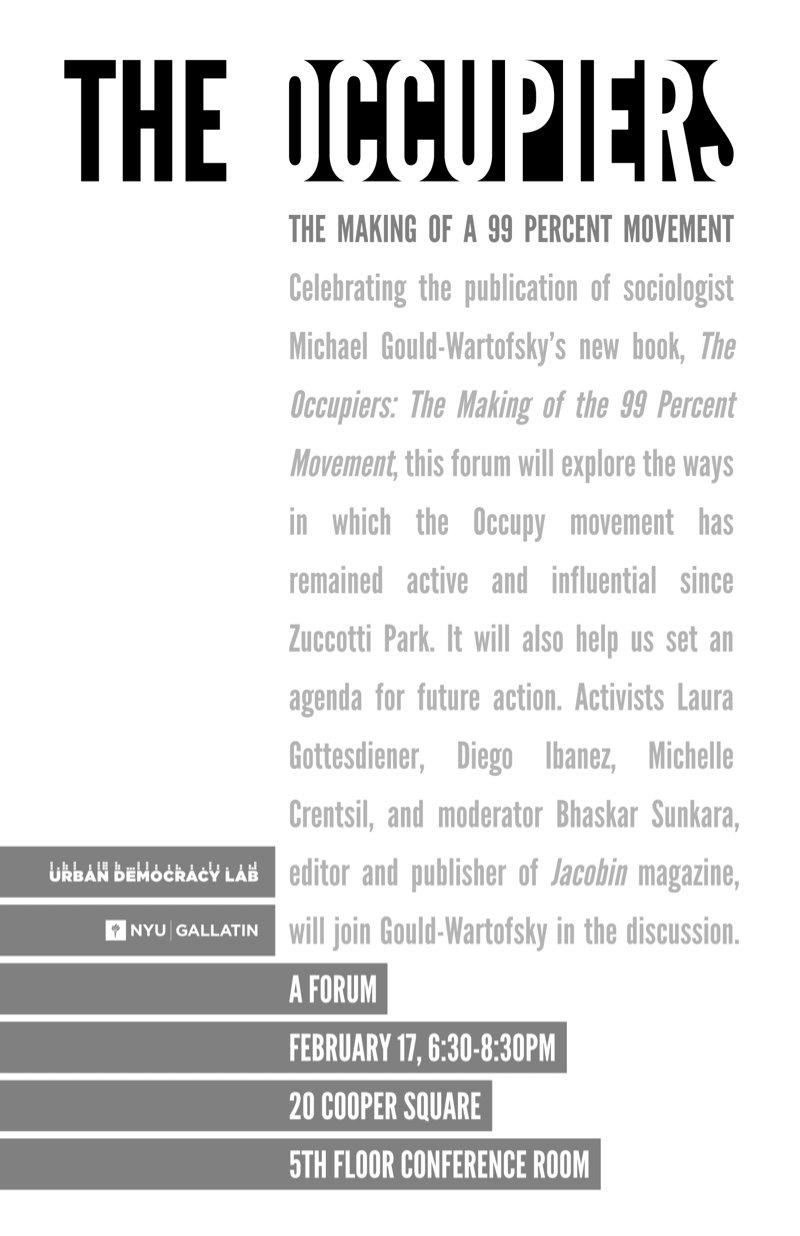 THE OCCUPIERS
THE MAKING OF A 99 PERCENT MOVEMENT
Celebrating the publication of sociologist
Michael Gould-Wartofsky’s new book, The
Occupiers: The Making of the 99 Percent
Movement, this forum will explore the ways
in which the Occupy movement has
remained active and influential since
Zuccotti Park. It will also help us set an
agenda for future action. Activists Laura
Gottesdiener, Diego Ibanez, Michelle
Crentsil, and moderator Bhaskar Sunkara,
editor and publisher of Jacobin magazine,
will join Gould-Wartofsky in the discussion.
URBAN DEMOCRACY LAB
NYU | GALLATIN
A FORUM
FEBRUARY 17, 6:30-8:30PM
20 COOPER SQUARE
5TH FLOOR CONFERENCE ROOM